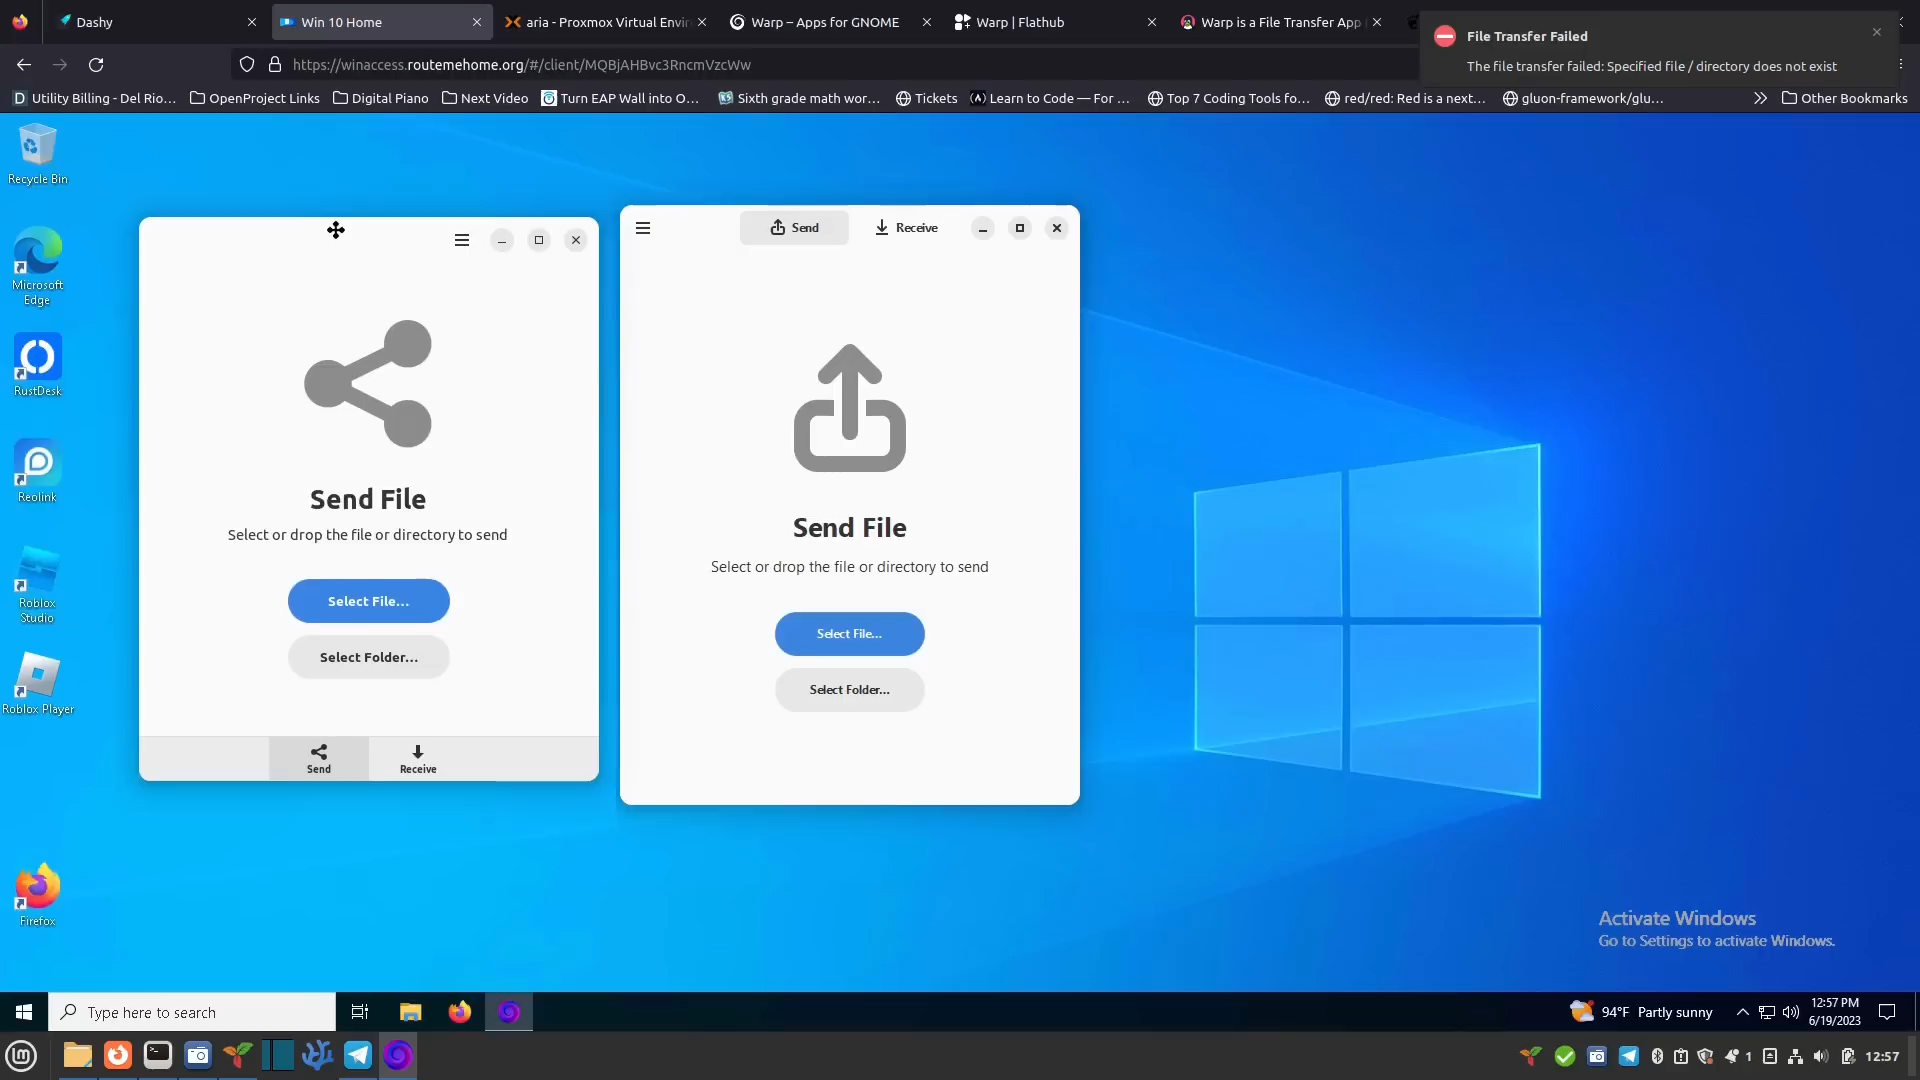 Dashy
Win 10 Home
aria - Proxmox Virtual Envir
Warp – Apps for GNOME
Warp | Flathub
Warp is a File Transfer App
File Transfer Failed
The file transfer failed: Specified file / directory does not exist
https://winaccess.routemehome.org/#/client/MQBjAHBvc3RncmVzcWw
Utility Billing - Del Rio...
OpenProject Links
Digital Piano
Next Video
Turn EAP Wall into O...
Sixth grade math wor...
Tickets
Learn to Code — For ...
Top 7 Coding Tools fo...
red/red: Red is a next...
gluon-framework/glu...
Other Bookmarks
Recycle Bin
Microsoft
Edge
RustDesk
Reolink
Roblox
Studio
Roblox Player
Firefox
Send File
Select or drop the file or directory to send
Select File...
Select Folder...
Send
Receive
Send
Receive
Send File
Select or drop the file or directory to send
Select File...
Select Folder...
Activate Windows
Go to Settings to activate Windows.
Type here to search
94°F Partly sunny
12:57 PM
6/19/2023
1
12:57